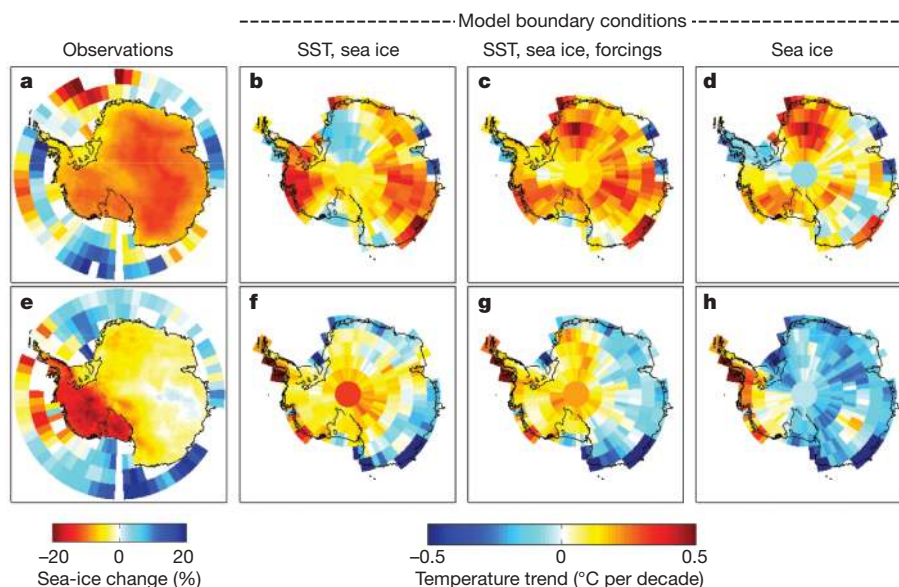 Model boundary conditions
Observations
SST, sea ice
SST, sea ice, forcings
Sea ice
a
b
c
d
e
f
g
h
–20
0
20
Sea-ice change (%)
–0.5
0
0.5
Temperature trend (°C per decade)